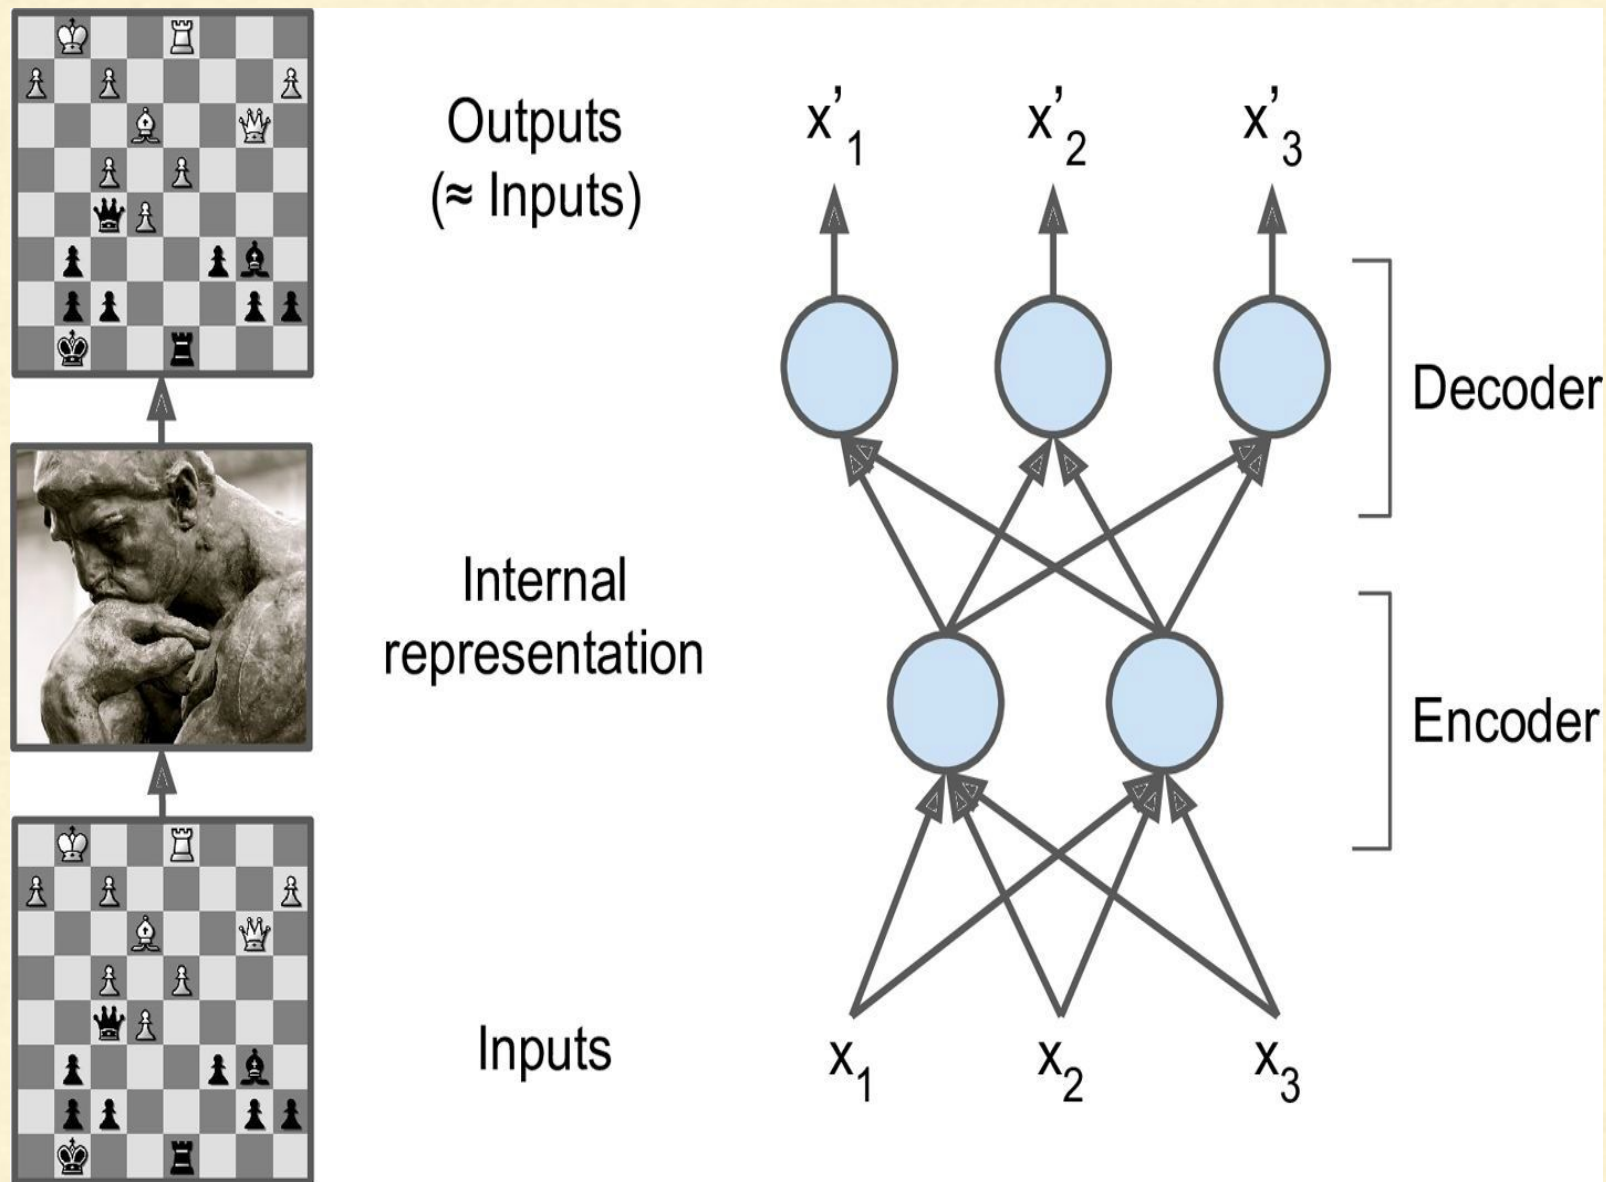 Outputs
(≈ Inputs)
x'1
x'2
x'3
Decoder
Internal
representation
Encoder
Inputs
x1
x2
x3